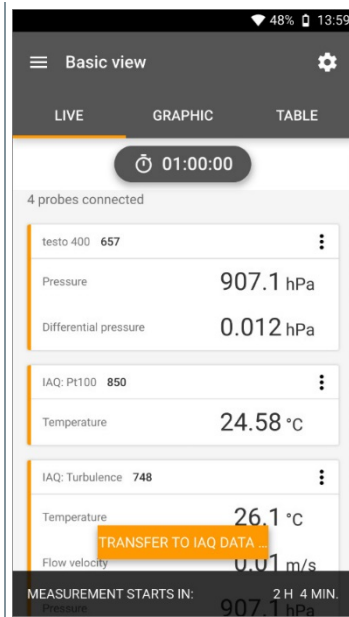 48% 13:59
Basic view
LIVE GRAPHIC TABLE
01:00:00
4 probes connected
testo 400 657
Pressure 907.1 hPa
Differential pressure 0.012 hPa
IAQ: Pt100 850
Temperature 24.58 °C
IAQ: Turbulence 748
Temperature 26.1 °C
TRANSFER TO IAQ DATA ...
Flow velocity 0.01 m/s
MEASUREMENT STARTS IN: 2 H 4 MIN.
Pressure 907.1 hPa